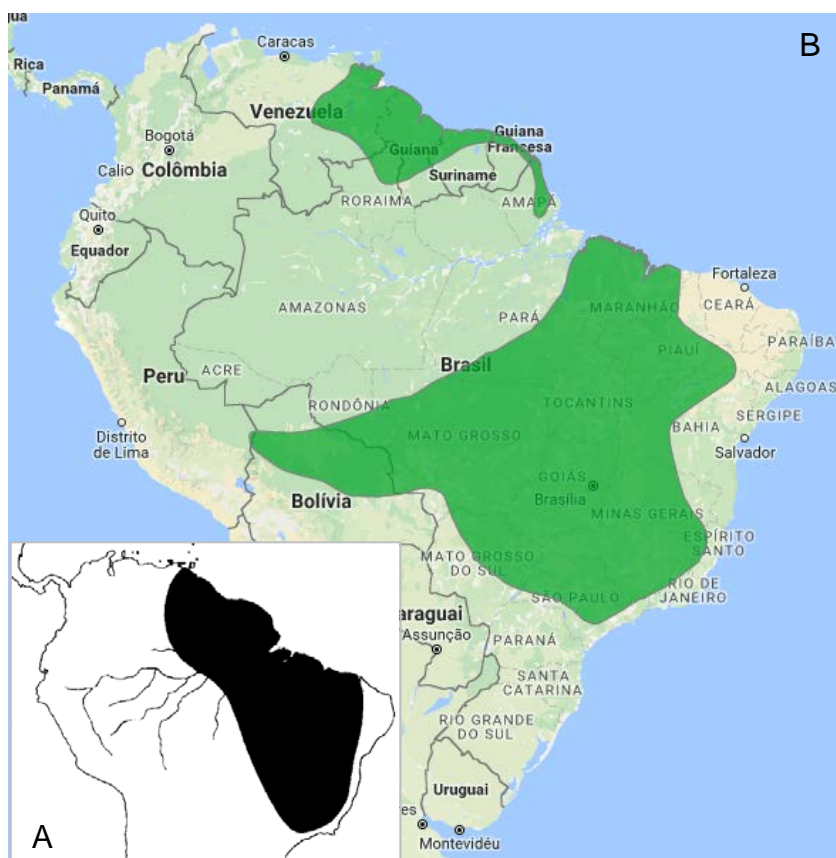 gua
B
Caracas
Rica
Panamá
Venezuela
Bogotá
Colômbia
Cali
Guiana
Guiana
Francesa
Suriname
RORAIMA
AMAPÁ
Quito
Equador
Fortaleza
AMAZONAS
PARÁ
MARANHÃO
CEARÁ
PARAÍBA
PIAUÍ
Peru
ACRE
Brasil
ALAGOAS
RONDÔNIA
TOCANTINS
SERGIPE
Distrito
de Lima
MATO GROSSO
BAHIA
Salvador
GOIÁS
Brasília
Bolívia
MINAS GERAIS
ESPÍRITO
SANTO
MATO GROSSO
DO SUL
RIO DE
JANEIRO
SÃO PAULO
araguai
Assunção
PARANÁ
SANTA
CATARINA
RIO GRANDE
DO SUL
Uruguai
es
Montevidéu
A